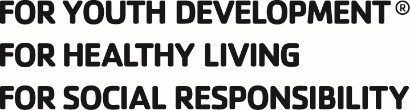 FOR YOUTH DEVELOPMENT®
FOR HEALTHY LIVING
FOR SOCIAL RESPONSIBILITY